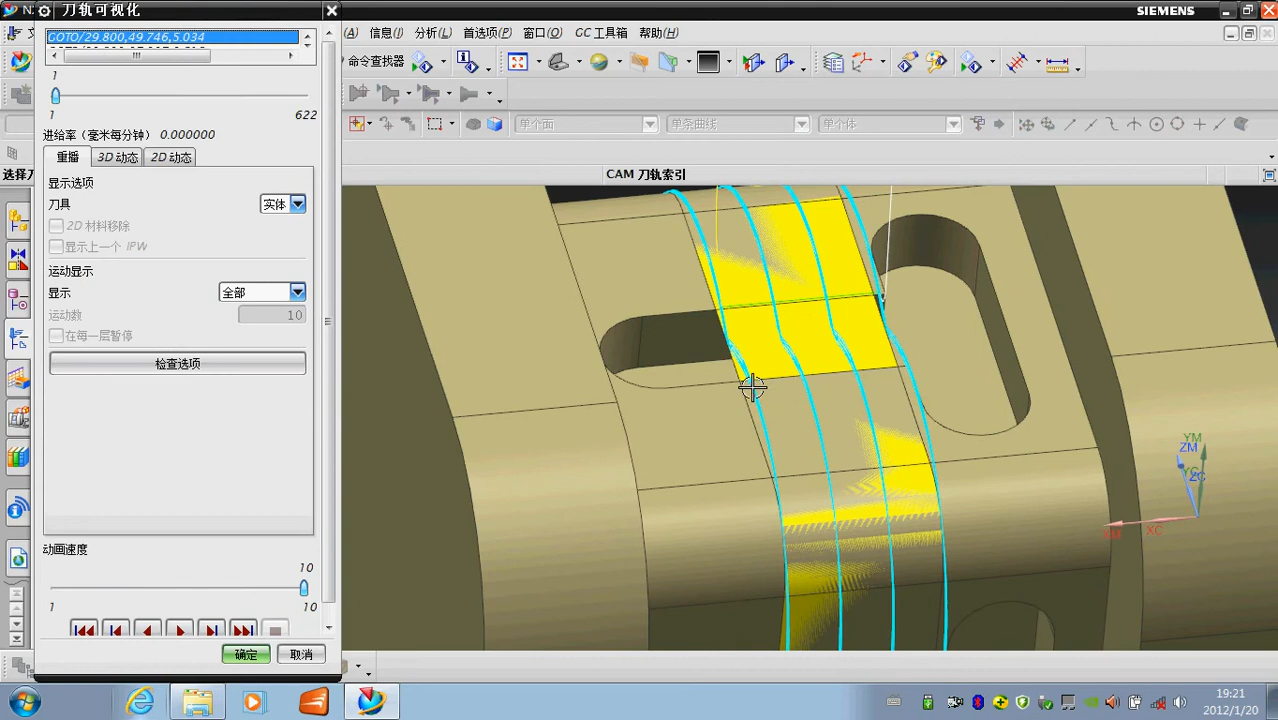 刀轨可视化
SIEMENS
GOTO/29.800,49.746,5.034
信息(I) 分析(L) 首选项(P) 窗口(O) CC 工具箱 帮助(H)
命令查找器
1
1
622
进给率（毫米每分钟） 0.000000
单个面
单条曲线
单个体
重播
3D 动态
2D 动态
CAM 刀轨索引
显示选项
刀具
实体
2D 材料移除
显示上一个 IPW
运动显示
显示
全部
运动数
10
在每一层暂停
检查选项
YM
ZM
YC
ZC
XC
动画速度
10
1
10
确定
取消
19:21
2012/1/20